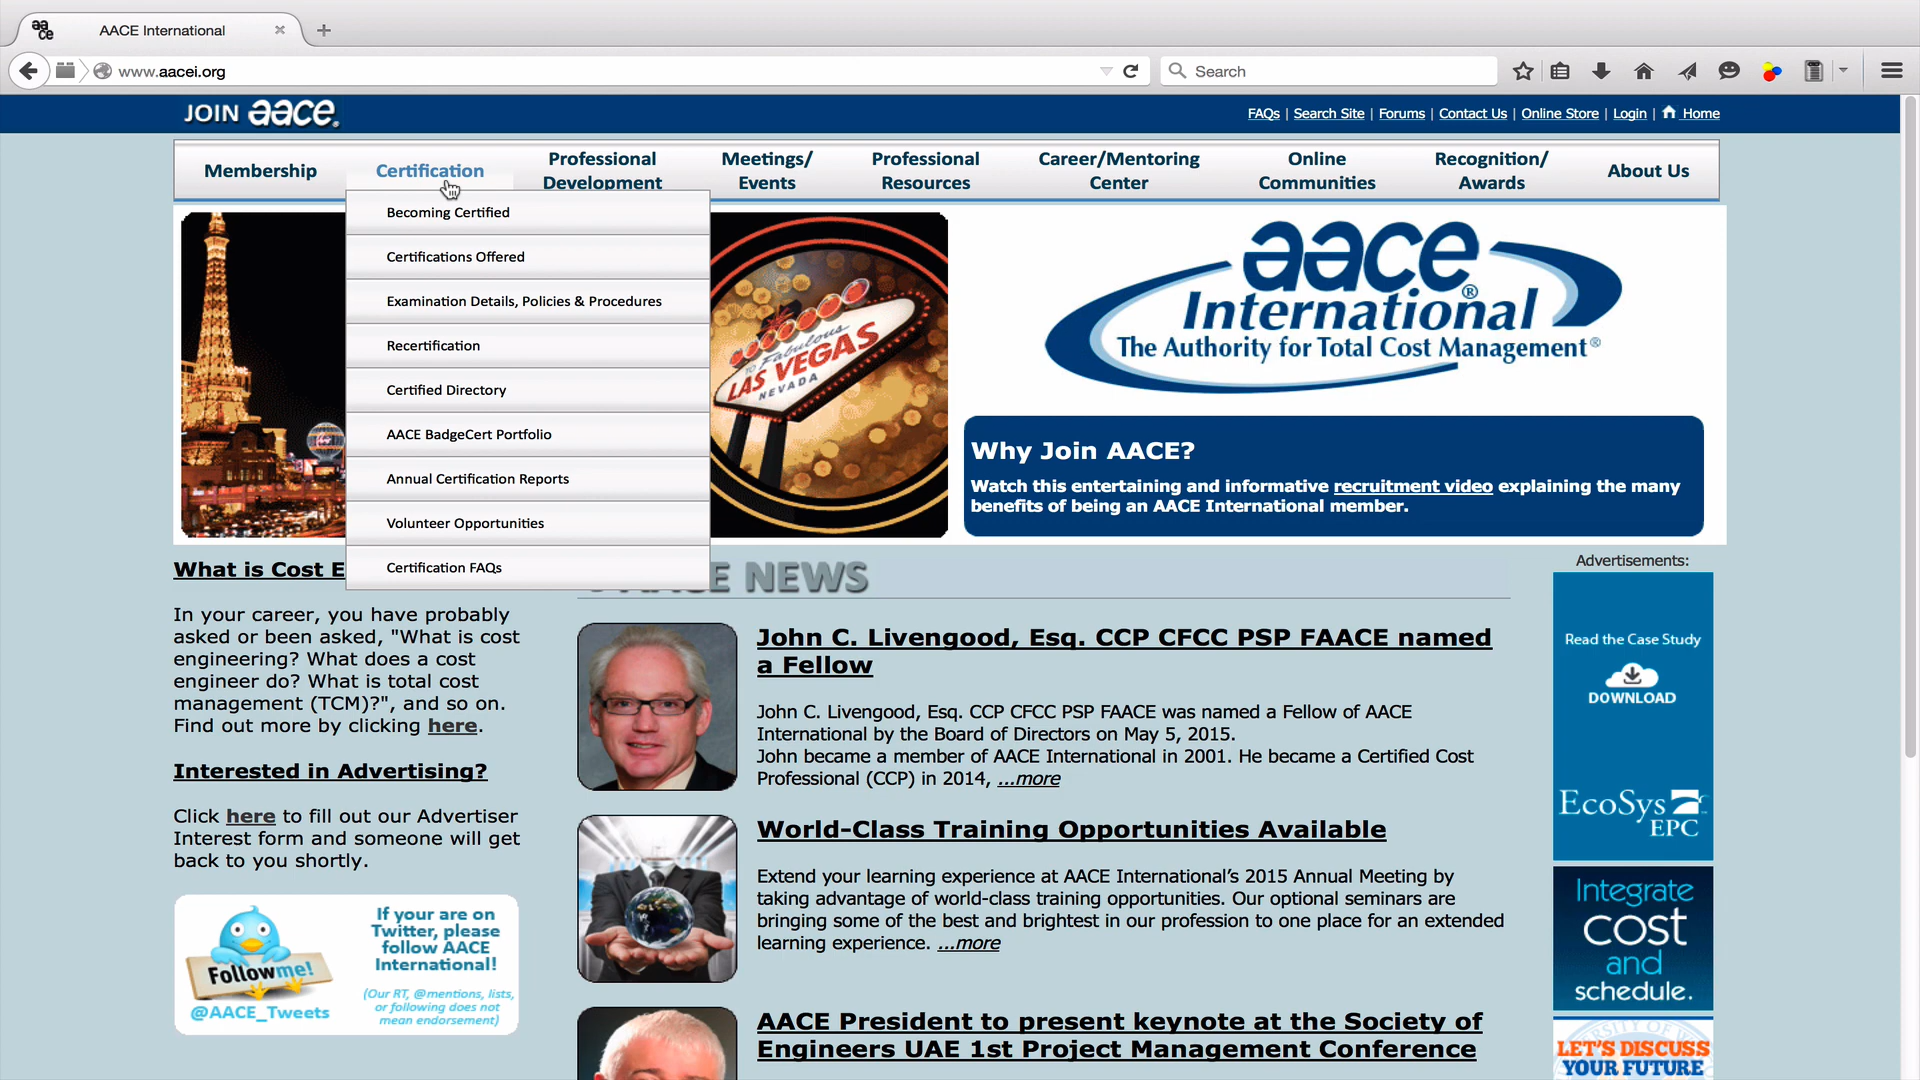 aa
ce
AACE International
www.aacei.org
Search
JOIN aace®
FAQs | Search Site | Forums | Contact Us | Online Store | Login | Home
Membership
Certification
Professional
Development
Meetings/
Events
Professional
Resources
Career/Mentoring
Center
Online
Communities
Recognition/
Awards
About Us
Becoming Certified
Certifications Offered
Examination Details, Policies & Procedures
Recertification
Certified Directory
AACE BadgeCert Portfolio
Annual Certification Reports
Volunteer Opportunities
Certification FAQs
TO Fabulous
LAS VEGAS
NEVADA
aace
International®
The Authority for Total Cost Management®
Why Join AACE?
Watch this entertaining and informative recruitment video explaining the many
benefits of being an AACE International member.
What is Cost E
In your career, you have probably
asked or been asked, "What is cost
engineering? What does a cost
engineer do? What is total cost
management (TCM)?", and so on.
Find out more by clicking here.
Interested in Advertising?
Click here to fill out our Advertiser
Interest form and someone will get
back to you shortly.
Follow me!
@AACE_Tweets
If your are on
Twitter, please
follow AACE
International!
(Our RT, @mentions, lists,
or following does not
mean endorsement)
NEWS
John C. Livengood, Esq. CCP CFCC PSP FAACE named
a Fellow
John C. Livengood, Esq. CCP CFCC PSP FAACE was named a Fellow of AACE
International by the Board of Directors on May 5, 2015.
John became a member of AACE International in 2001. He became a Certified Cost
Professional (CCP) in 2014, ...more
World-Class Training Opportunities Available
Extend your learning experience at AACE International's 2015 Annual Meeting by
taking advantage of world-class training opportunities. Our optional seminars are
bringing some of the best and brightest in our profession to one place for an extended
learning experience. ...more
AACE President to present keynote at the Society of
Engineers UAE 1st Project Management Conference
Advertisements:
Read the Case Study
DOWNLOAD
EcoSys
EPC
Integrate
cost
and
schedule.
LET'S DISCUSS
YOUR FUTURE